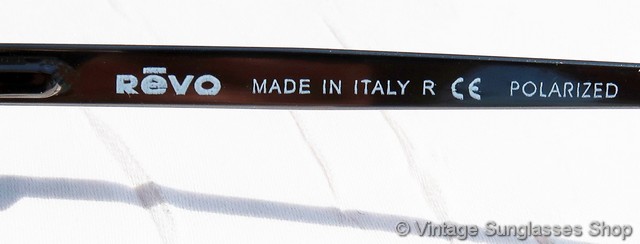 RĒVO MADE IN ITALY R CE POLARIZED
© Vintage Sunglasses Shop